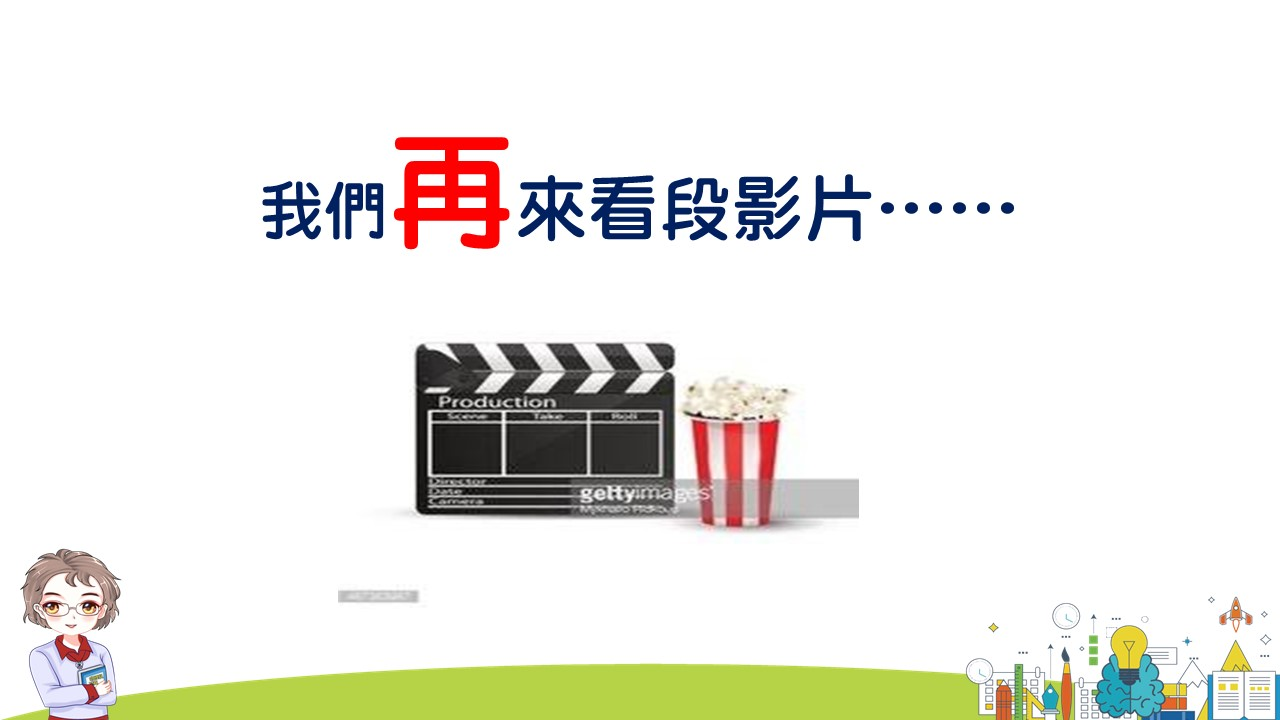 我們再來看段影片……
Production
Scene Take Roll
Director
Date
Camera
gettyimages